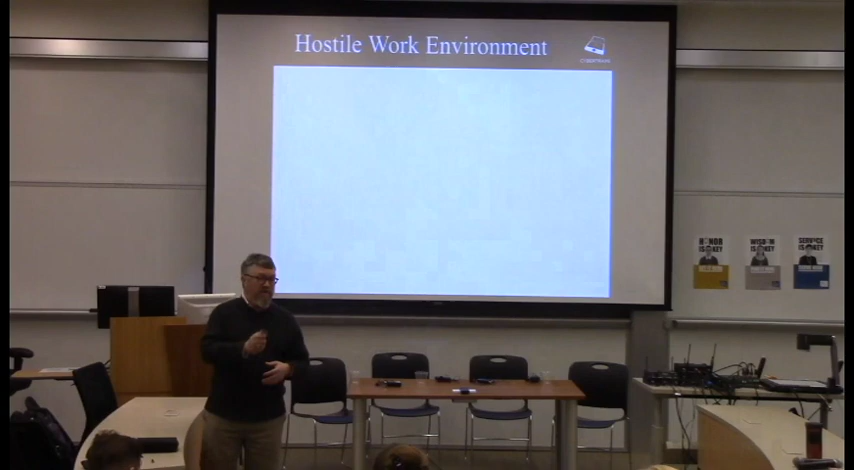 Hostile Work Environment
HONOR
IS KEY
WISDOM
IS KEY
SERVICE
IS KEY